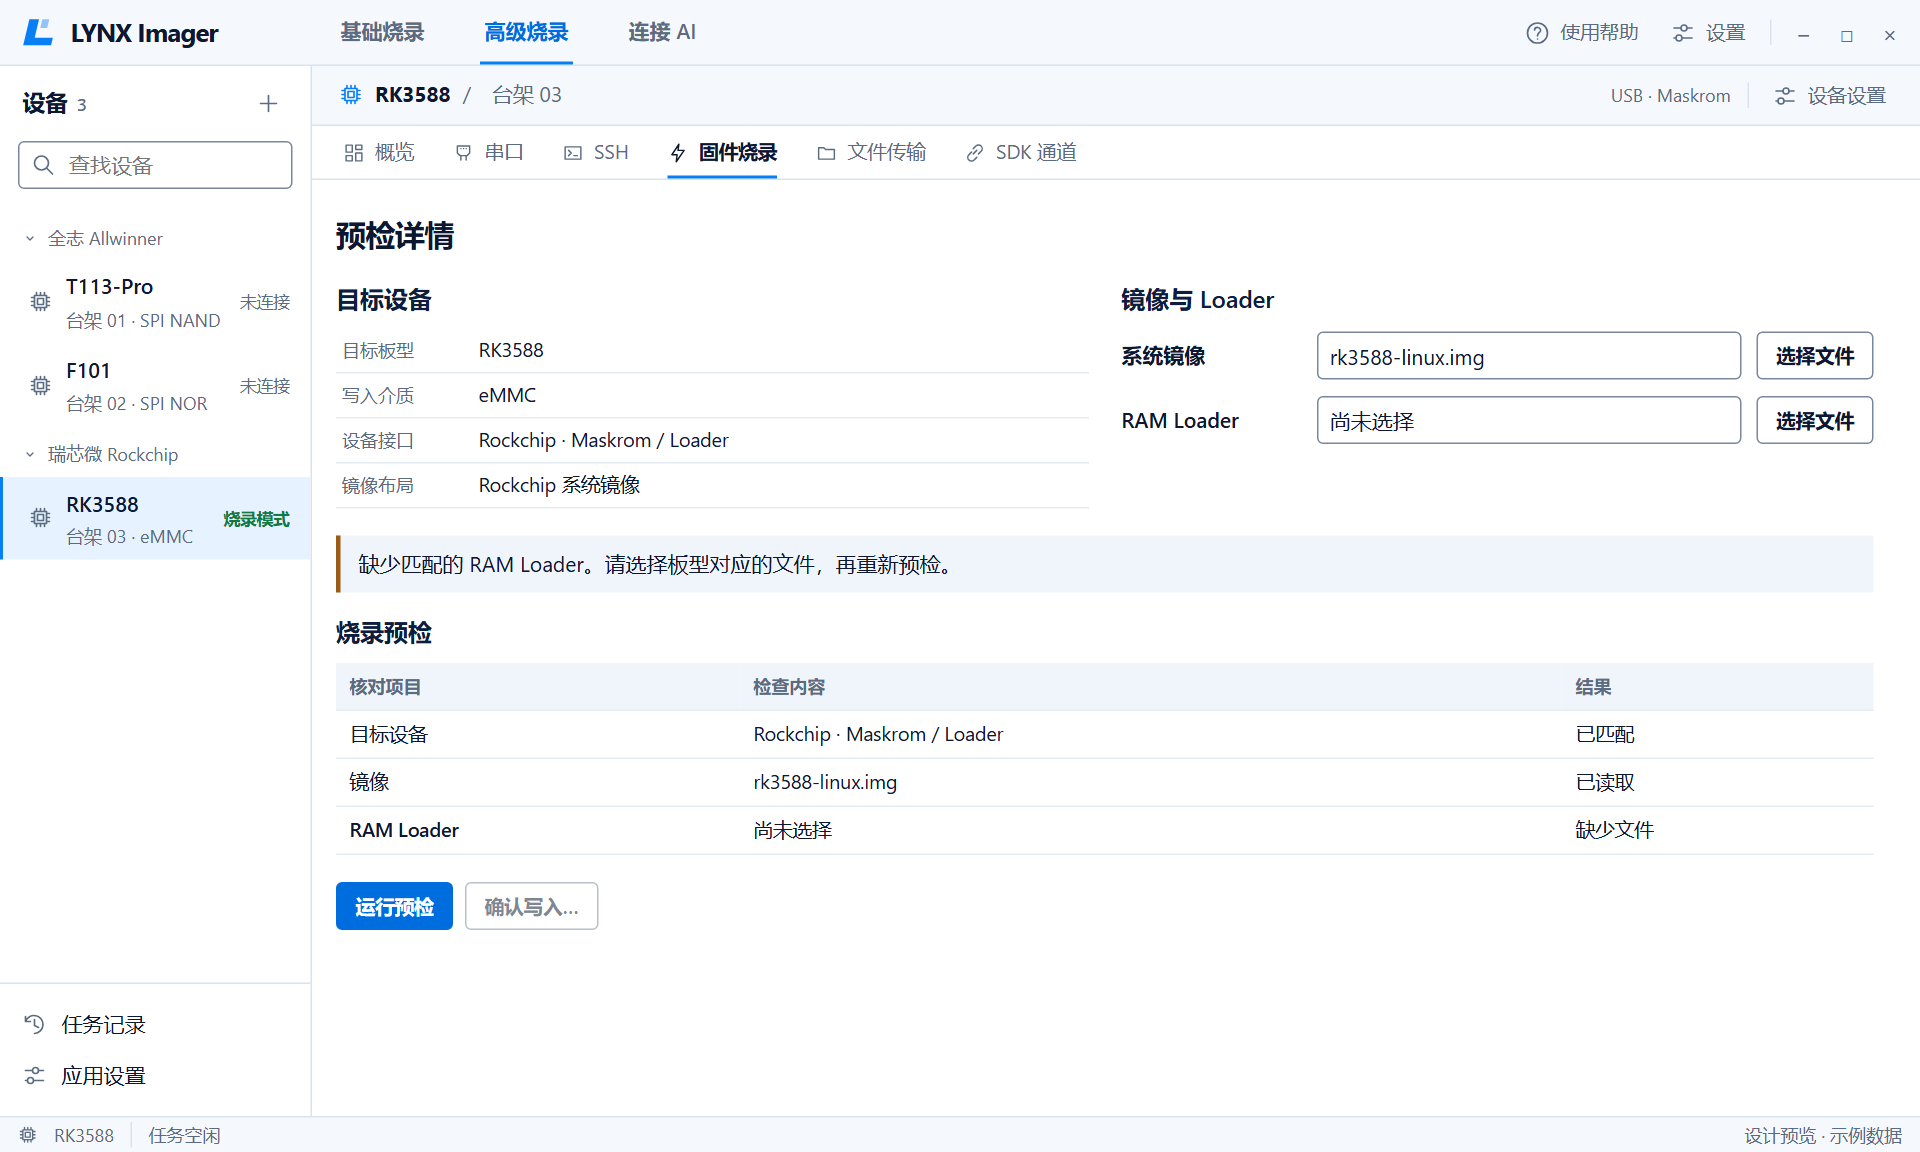 LYNX Imager
基础烧录
高级烧录
连接 AI
使用帮助
设置
设备 3
查找设备
全志 Allwinner
T113-Pro
台架 01 · SPI NAND
未连接
F101
台架 02 · SPI NOR
未连接
瑞芯微 Rockchip
RK3588
台架 03 · eMMC
烧录模式
任务记录
应用设置
RK3588 / 台架 03
USB · Maskrom
设备设置
概览
串口
SSH
固件烧录
文件传输
SDK 通道
预检详情
目标设备
目标板型 RK3588
写入介质 eMMC
设备接口 Rockchip · Maskrom / Loader
镜像布局 Rockchip 系统镜像
镜像与 Loader
系统镜像 rk3588-linux.img 选择文件
RAM Loader 尚未选择 选择文件
缺少匹配的 RAM Loader。请选择板型对应的文件，再重新预检。
烧录预检
核对项目 检查内容 结果
目标设备 Rockchip · Maskrom / Loader 已匹配
镜像 rk3588-linux.img 已读取
RAM Loader 尚未选择 缺少文件
运行预检
确认写入...
RK3588
任务空闲
设计预览 · 示例数据